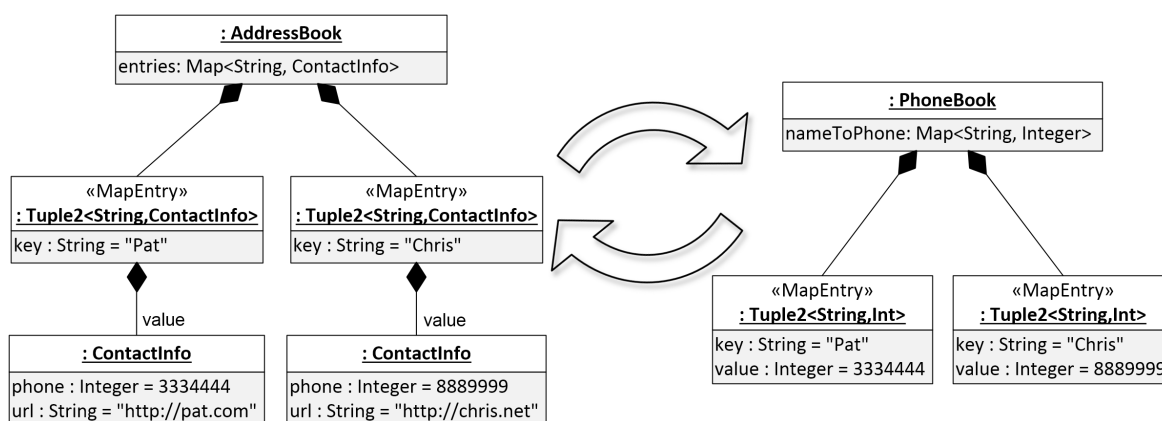 : AddressBook
entries: Map<String, ContactInfo>
«MapEntry»
: Tuple2<String,ContactInfo>
key : String = "Pat"
value
: ContactInfo
phone : Integer = 3334444
url : String = "http://pat.com"
«MapEntry»
: Tuple2<String,ContactInfo>
key : String = "Chris"
value
: ContactInfo
phone : Integer = 8889999
url : String = "http://chris.net"
: PhoneBook
nameToPhone: Map<String, Integer>
«MapEntry»
: Tuple2<String,Int>
key : String = "Pat"
value : Integer = 3334444
«MapEntry»
: Tuple2<String,Int>
key : String = "Chris"
value : Integer = 8889999